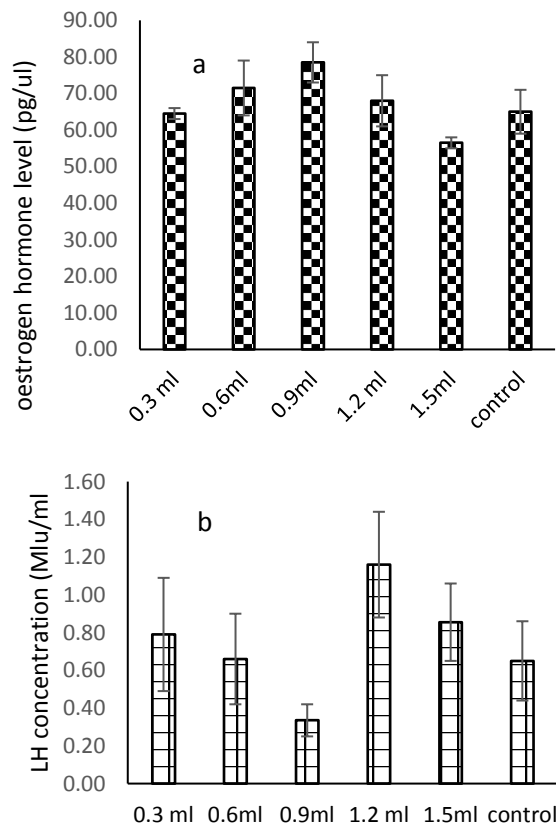 a
oestrogen hormone level (pg/ul)
90.00
80.00
70.00
60.00
50.00
40.00
30.00
20.00
10.00
0.00
0.3 ml
0.6ml
0.9ml
1.2 ml
1.5ml
control
b
LH concentration (Mlu/ml
1.60
1.40
1.20
1.00
0.80
0.60
0.40
0.20
0.00
0.3 ml 0.6ml 0.9ml 1.2 ml 1.5ml control